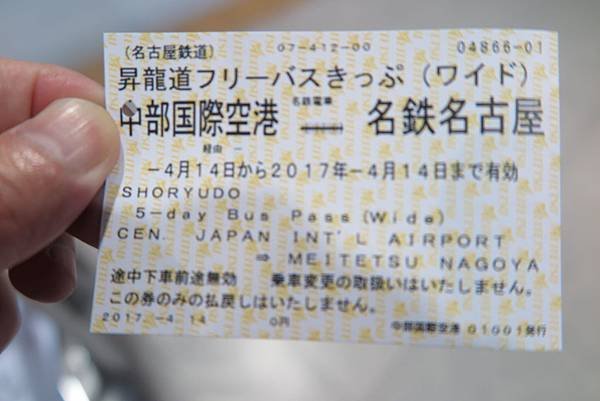 （名古屋鉄道） 07-412-00 04866-01
昇龍道フリーバスきっぷ（ワイド）
名鉄電車
中部国際空港 ── 名鉄名古屋
経由 －
－4月14日から2017年－4月14日まで有効
SHORYUDO
5-day Bus Pass(Wide)
CEN. JAPAN INT'L AIRPORT
⇒ MEITETSU NAGOYA
途中下車前途無効 乗車変更の取扱いはいたしません。
この券のみの払戻しはいたしません。
2017.-4.14 0円 中部国際空港 01001発行